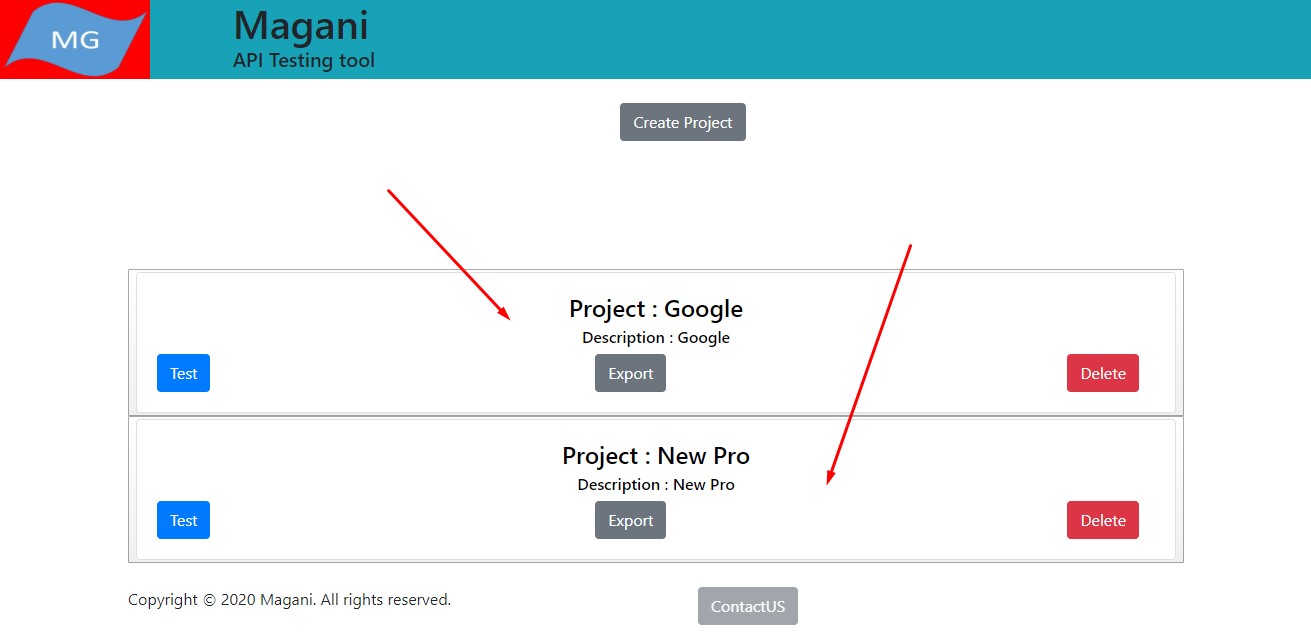 MG
Magani
API Testing tool
Create Project
Project : Google
Description : Google
Test
Export
Delete
Project : New Pro
Description : New Pro
Test
Export
Delete
Copyright © 2020 Magani. All rights reserved.
ContactUS